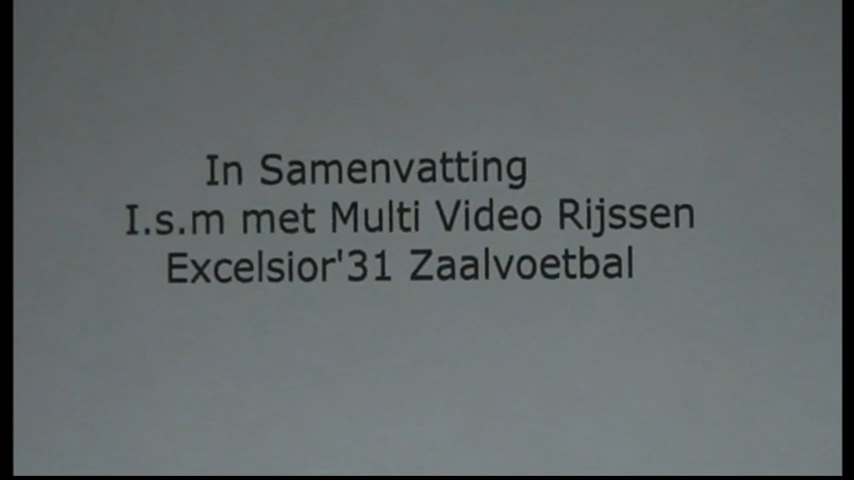 In Samenvatting
I.s.m met Multi Video Rijssen
Excelsior'31 Zaalvoetbal